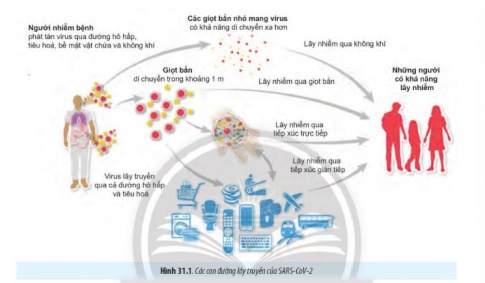 Người nhiễm bệnh
phát tán virus qua đường hô hấp,
tiêu hoá, bề mặt vật chứa và không khí
Các giọt bắn nhỏ mang virus
có khả năng di chuyển xa hơn
Lây nhiễm qua không khí
Giọt bắn
di chuyển trong khoảng 1 m
Lây nhiễm qua giọt bắn
Những người
có khả năng
lây nhiễm
Lây nhiễm qua
tiếp xúc trực tiếp
Lây nhiễm qua
tiếp xúc gián tiếp
Virus lây truyền
qua cả đường hô hấp
và tiêu hoá
Hình 31.1. Các con đường lây truyền của SARS-CoV-2